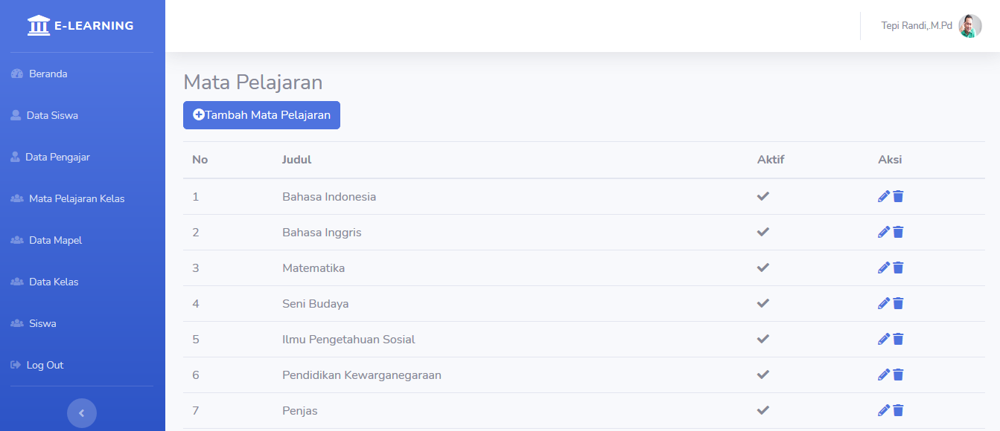 E-LEARNING
Beranda
Data Siswa
Data Pengajar
Mata Pelajaran Kelas
Data Mapel
Data Kelas
Siswa
Log Out
Tepi Randi,.M.Pd
Mata Pelajaran
Tambah Mata Pelajaran
No Judul Aktif Aksi
1 Bahasa Indonesia
2 Bahasa Inggris
3 Matematika
4 Seni Budaya
5 Ilmu Pengetahuan Sosial
6 Pendidikan Kewarganegaraan
7 Penjas